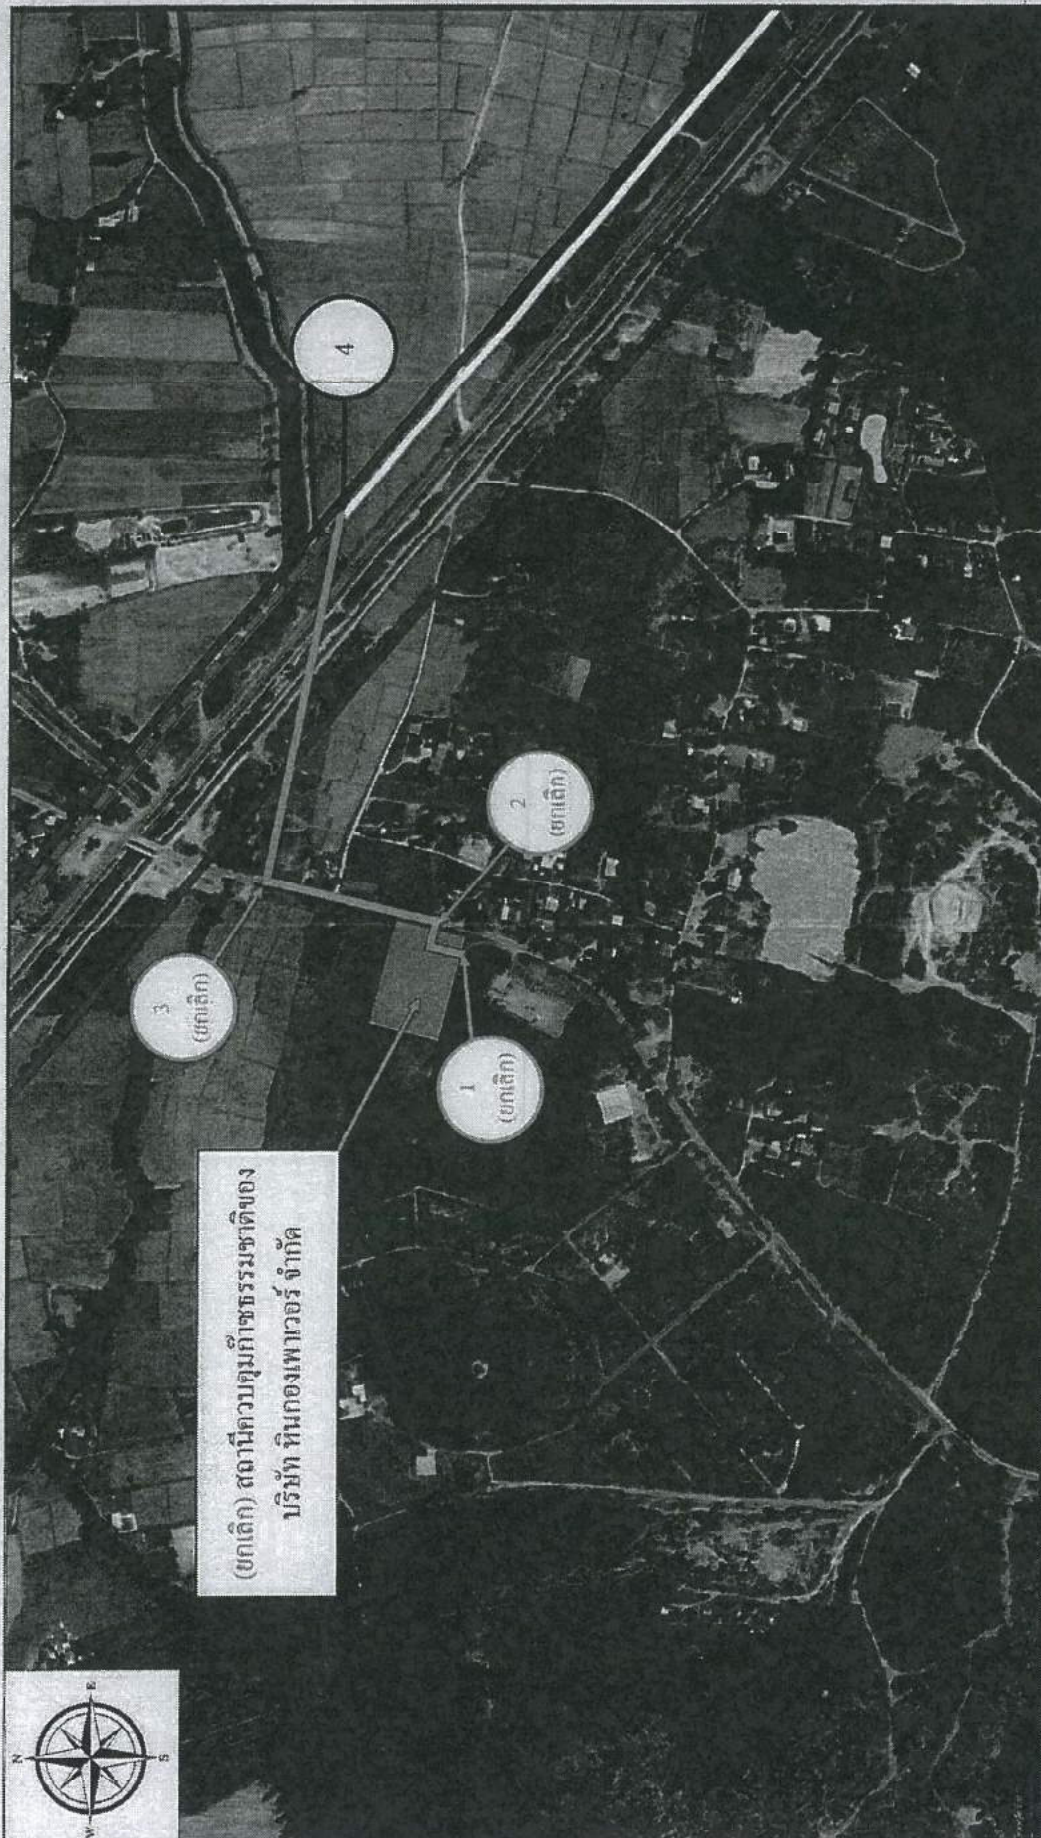 N
E
S
W
(ยกเลิก) สถานีควบคุมก๊าซธรรมชาติของ
บริษัท หินกองเพาเวอร์ จำกัด
3
(ยกเลิก)
1
(ยกเลิก)
2
(ยกเลิก)
4